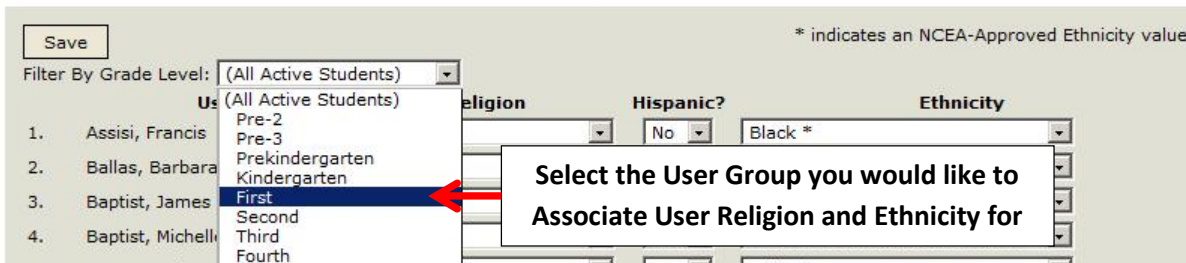 Save
* indicates an NCEA-Approved Ethnicity value
Filter By Grade Level: (All Active Students)
(All Active Students)
eligion Hispanic? Ethnicity
Pre-2
1. Assisi, Francis No Black *
Pre-3
Prekindergarten
2. Ballas, Barbara
Kindergarten
Select the User Group you would like to
First
3. Baptist, James
Associate User Religion and Ethnicity for
Second
4. Baptist, Michell
Third
Fourth